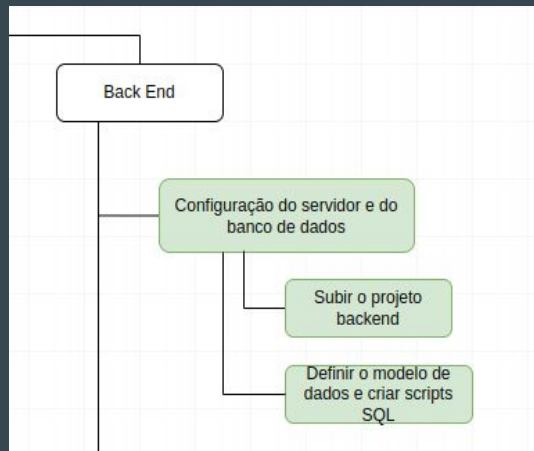 Back End
Configuração do servidor e do
banco de dados
Subir o projeto
backend
Definir o modelo de
dados e criar scripts
SQL